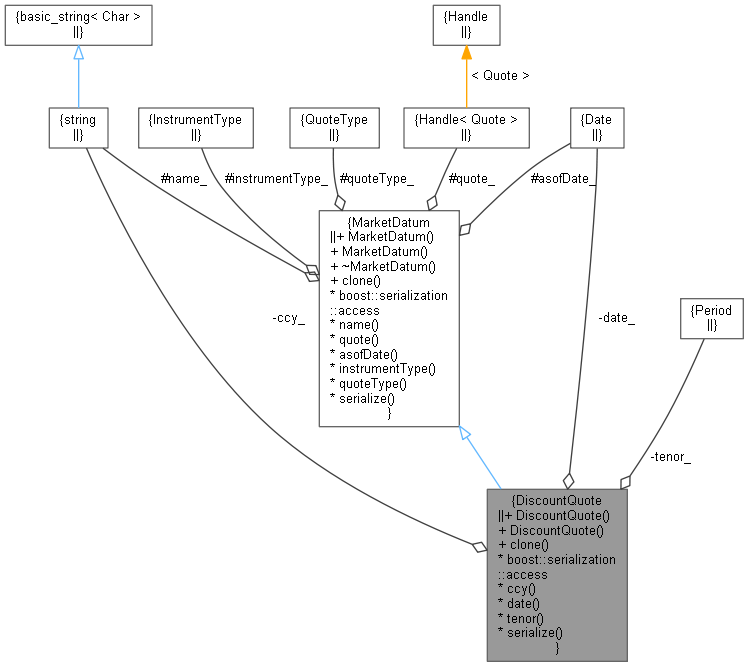 {basic_string< Char >
||}
{Handle
||}
< Quote >
{string
||}
{InstrumentType
||}
{QuoteType
||}
{Handle< Quote >
||}
{Date
||}
#name_
#instrumentType_
#quoteType_
#quote_
#asofDate_
{MarketDatum
||+ MarketDatum()
+ MarketDatum()
+ ~MarketDatum()
+ clone()
* boost::serialization
::access
* name()
* quote()
* asofDate()
* instrumentType()
* quoteType()
* serialize()
}
-ccy_
-date_
{Period
||}
-tenor_
{DiscountQuote
||+ DiscountQuote()
+ DiscountQuote()
+ clone()
* boost::serialization
::access
* ccy()
* date()
* tenor()
* serialize()
}